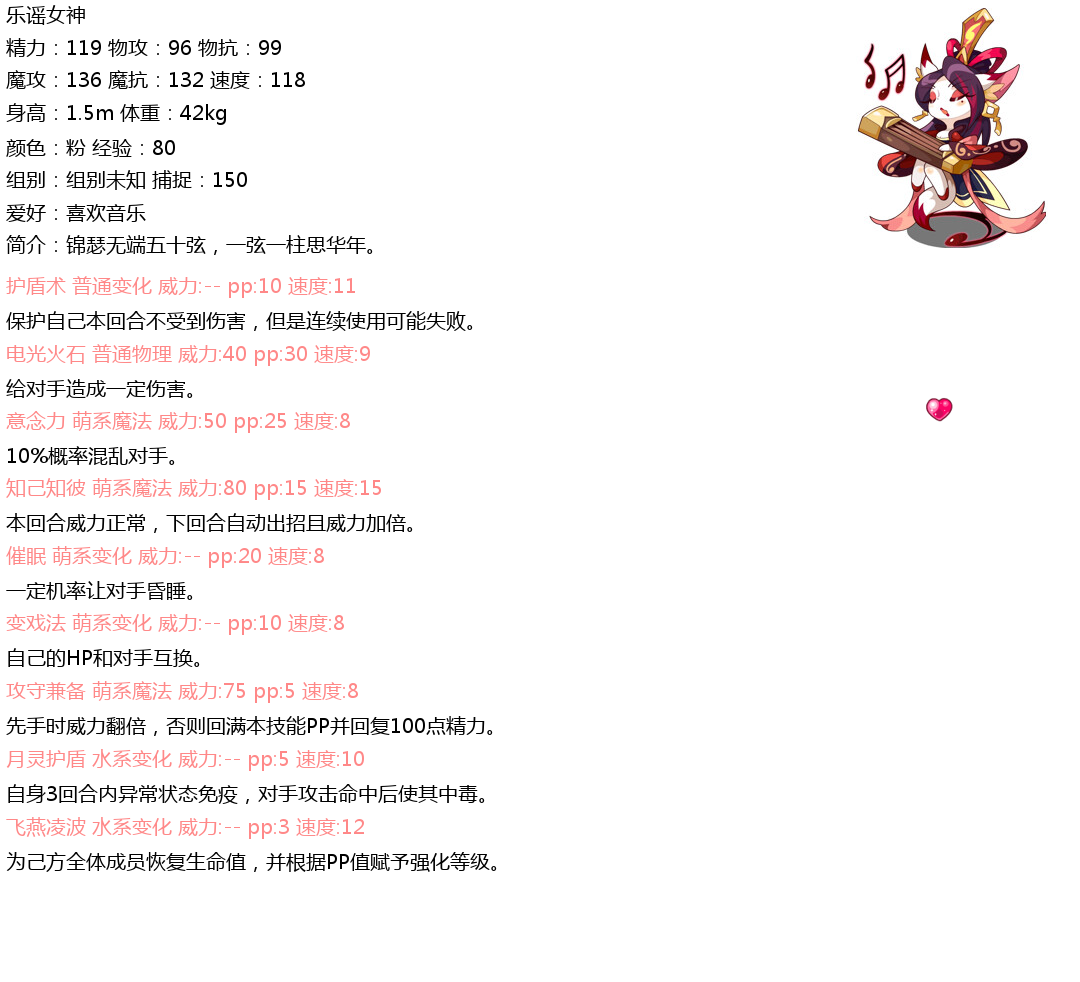 乐谣女神
精力：119 物攻：96 物抗：99
魔攻：136 魔抗：132 速度：118
身高：1.5m 体重：42kg
颜色：粉 经验：80
组别：组别未知 捕捉：150
爱好：喜欢音乐
简介：锦瑟无端五十弦，一弦一柱思华年。
护盾术 普通变化 威力:-- pp:10 速度:11
保护自己本回合不受到伤害，但是连续使用可能失败。
电光火石 普通物理 威力:40 pp:30 速度:9
给对手造成一定伤害。
意念力 萌系魔法 威力:50 pp:25 速度:8
10%概率混乱对手。
知己知彼 萌系魔法 威力:80 pp:15 速度:15
本回合威力正常，下回合自动出招且威力加倍。
催眠 萌系变化 威力:-- pp:20 速度:8
一定机率让对手昏睡。
变戏法 萌系变化 威力:-- pp:10 速度:8
自己的HP和对手互换。
攻守兼备 萌系魔法 威力:75 pp:5 速度:8
先手时威力翻倍，否则回满本技能PP并回复100点精力。
月灵护盾 水系变化 威力:-- pp:5 速度:10
自身3回合内异常状态免疫，对手攻击命中后使其中毒。
飞燕凌波 水系变化 威力:-- pp:3 速度:12
为己方全体成员恢复生命值，并根据PP值赋予强化等级。